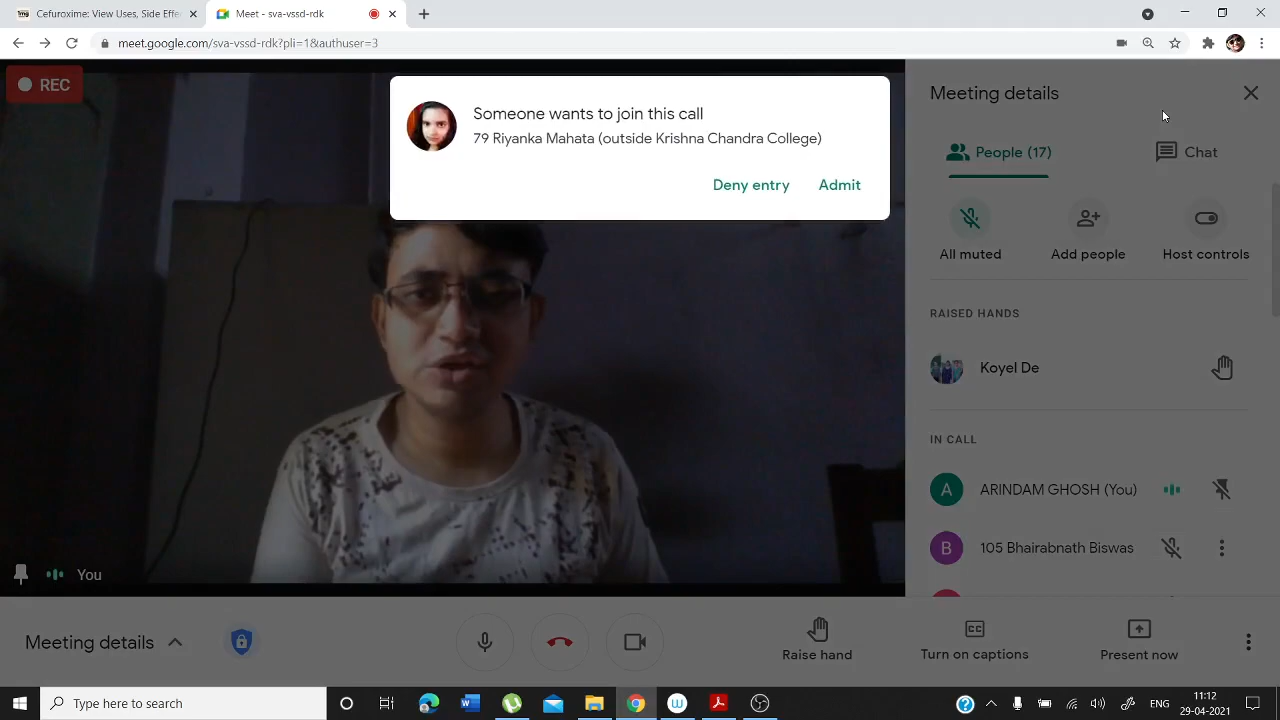 Cefuroxime: View Uses, Side Effe
Meet - sva-vssd-rdk
meet.google.com/sva-vssd-rdk?pli=1&authuser=3
REC
Someone wants to join this call
79 Riyanka Mahata (outside Krishna Chandra College)
Deny entry
Admit
Meeting details
People (17)
Chat
All muted
Add people
Host controls
RAISED HANDS
Koyel De
IN CALL
A
ARINDAM GHOSH (You)
B
105 Bhairabnath Biswas
You
Meeting details
Raise hand
CC
Turn on captions
Present now
Type here to search
11:12
29-04-2021